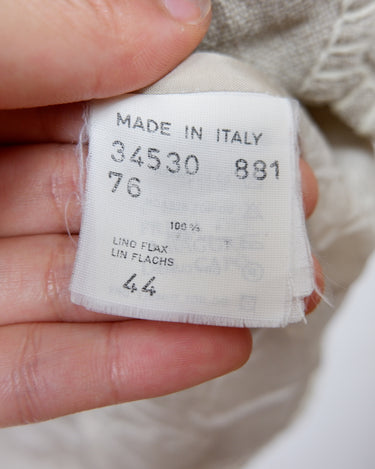 MADE IN ITALY
34530 881
76
100%
LINO FLAX
LIN FLACHS
44